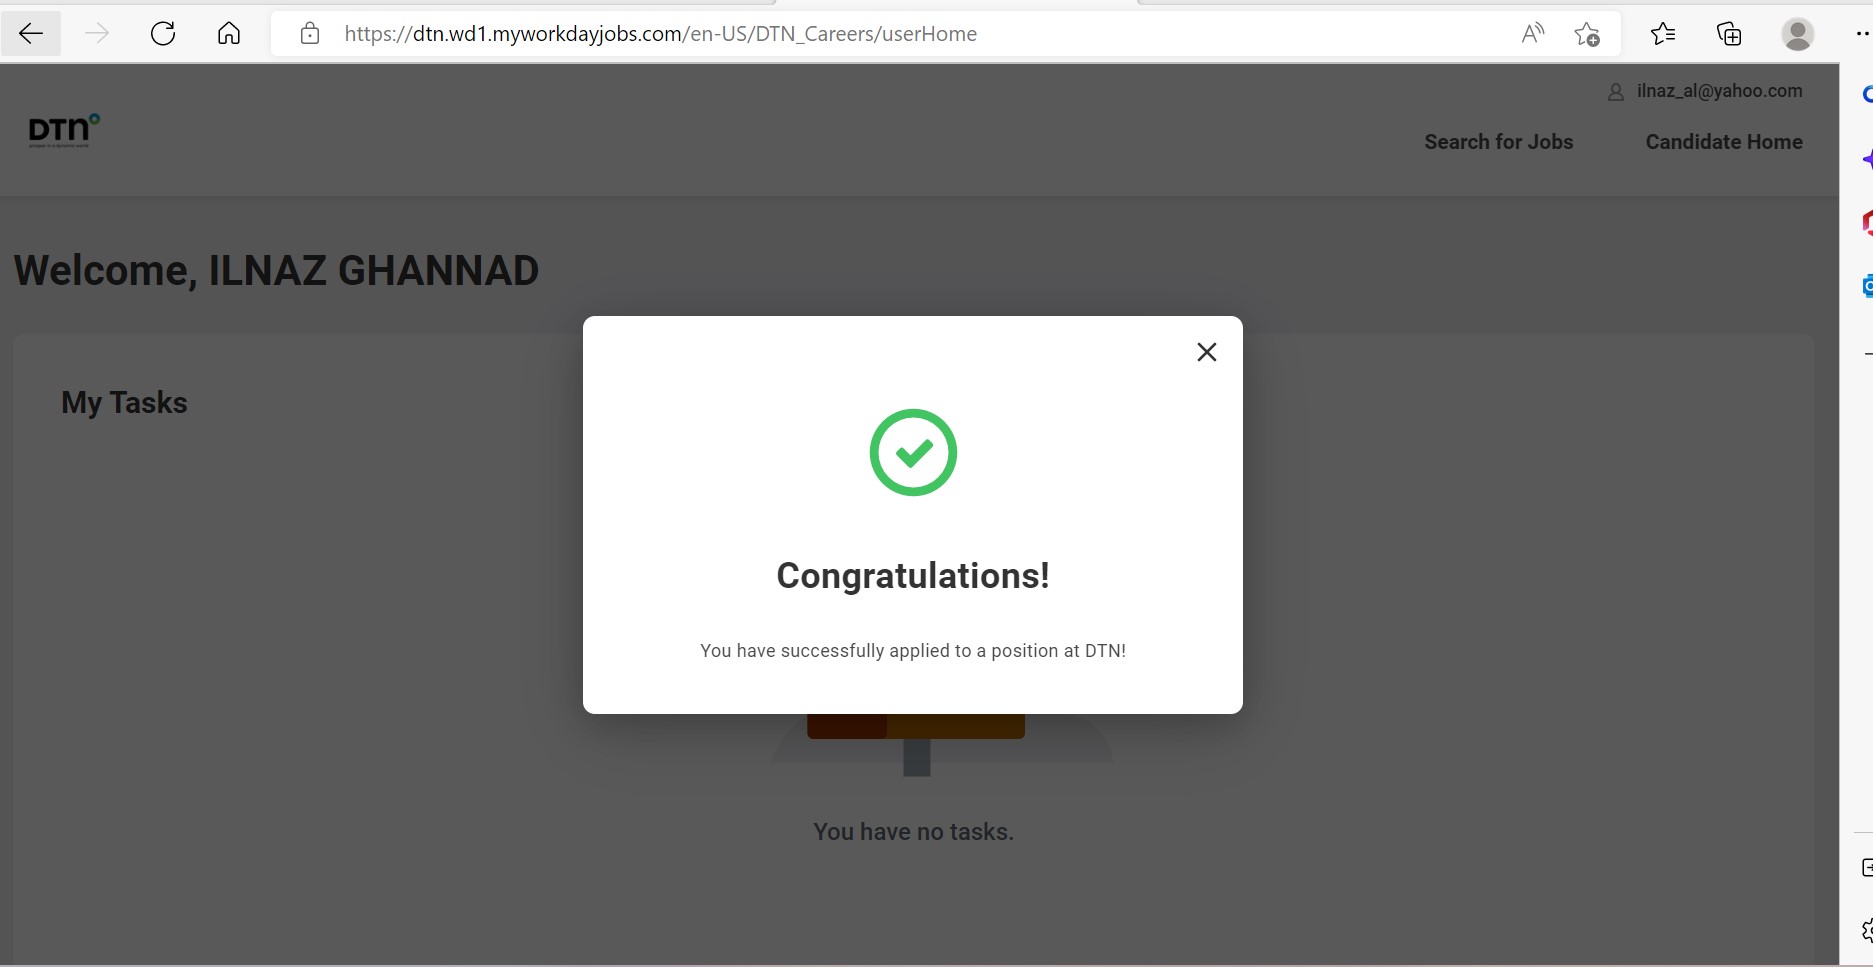 https://dtn.wd1.myworkdayjobs.com/en-US/DTN_Careers/userHome
ilnaz_al@yahoo.com
DTN
Search for Jobs
Candidate Home
Welcome, ILNAZ GHANNAD
My Tasks
Congratulations!
You have successfully applied to a position at DTN!
You have no tasks.